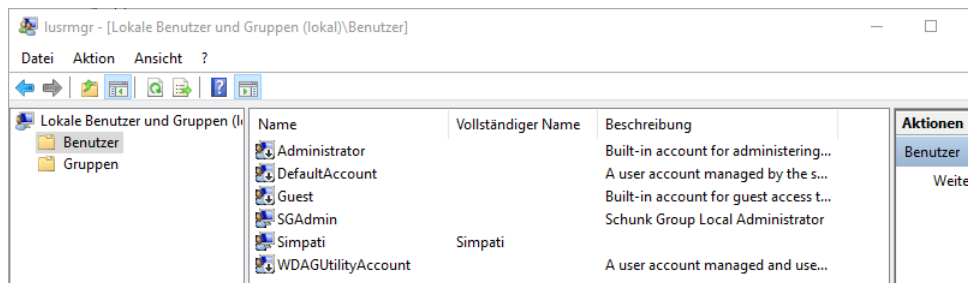 lusrmgr - [Lokale Benutzer und Gruppen (lokal)\Benutzer]
Datei Aktion Ansicht ?
Lokale Benutzer und Gruppen (l
Benutzer
Gruppen
Name Vollständiger Name Beschreibung
Administrator Built-in account for administering...
DefaultAccount A user account managed by the s...
Guest Built-in account for guest access t...
SGAdmin Schunk Group Local Administrator
Simpati Simpati
WDAGUtilityAccount A user account managed and use...
Aktionen
Benutzer
Weite